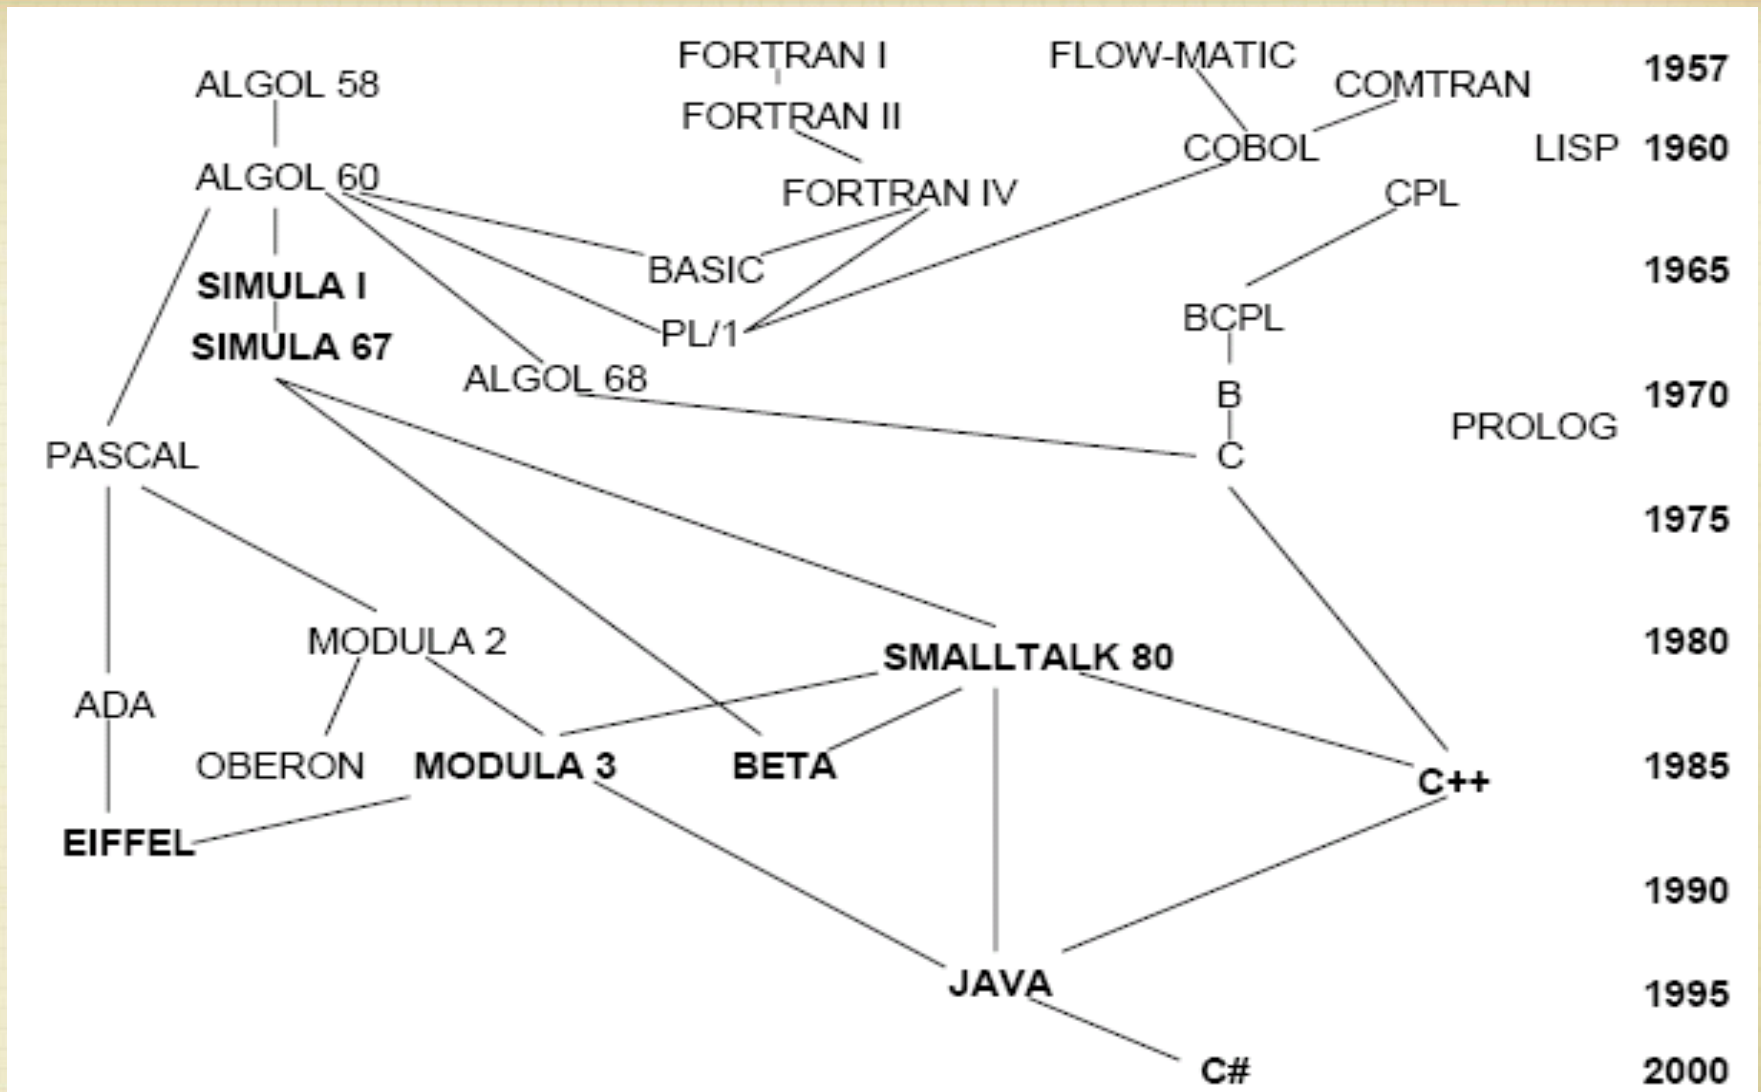 FORTRAN I
FLOW-MATIC
1957
ALGOL 58
COMTRAN
FORTRAN II
COBOL
LISP
1960
ALGOL 60
FORTRAN IV
CPL
BASIC
1965
SIMULA I
BCPL
PL/1
SIMULA 67
ALGOL 68
B
1970
PROLOG
PASCAL
C
1975
MODULA 2
1980
SMALLTALK 80
ADA
OBERON
MODULA 3
BETA
1985
C++
EIFFEL
1990
JAVA
1995
C#
2000